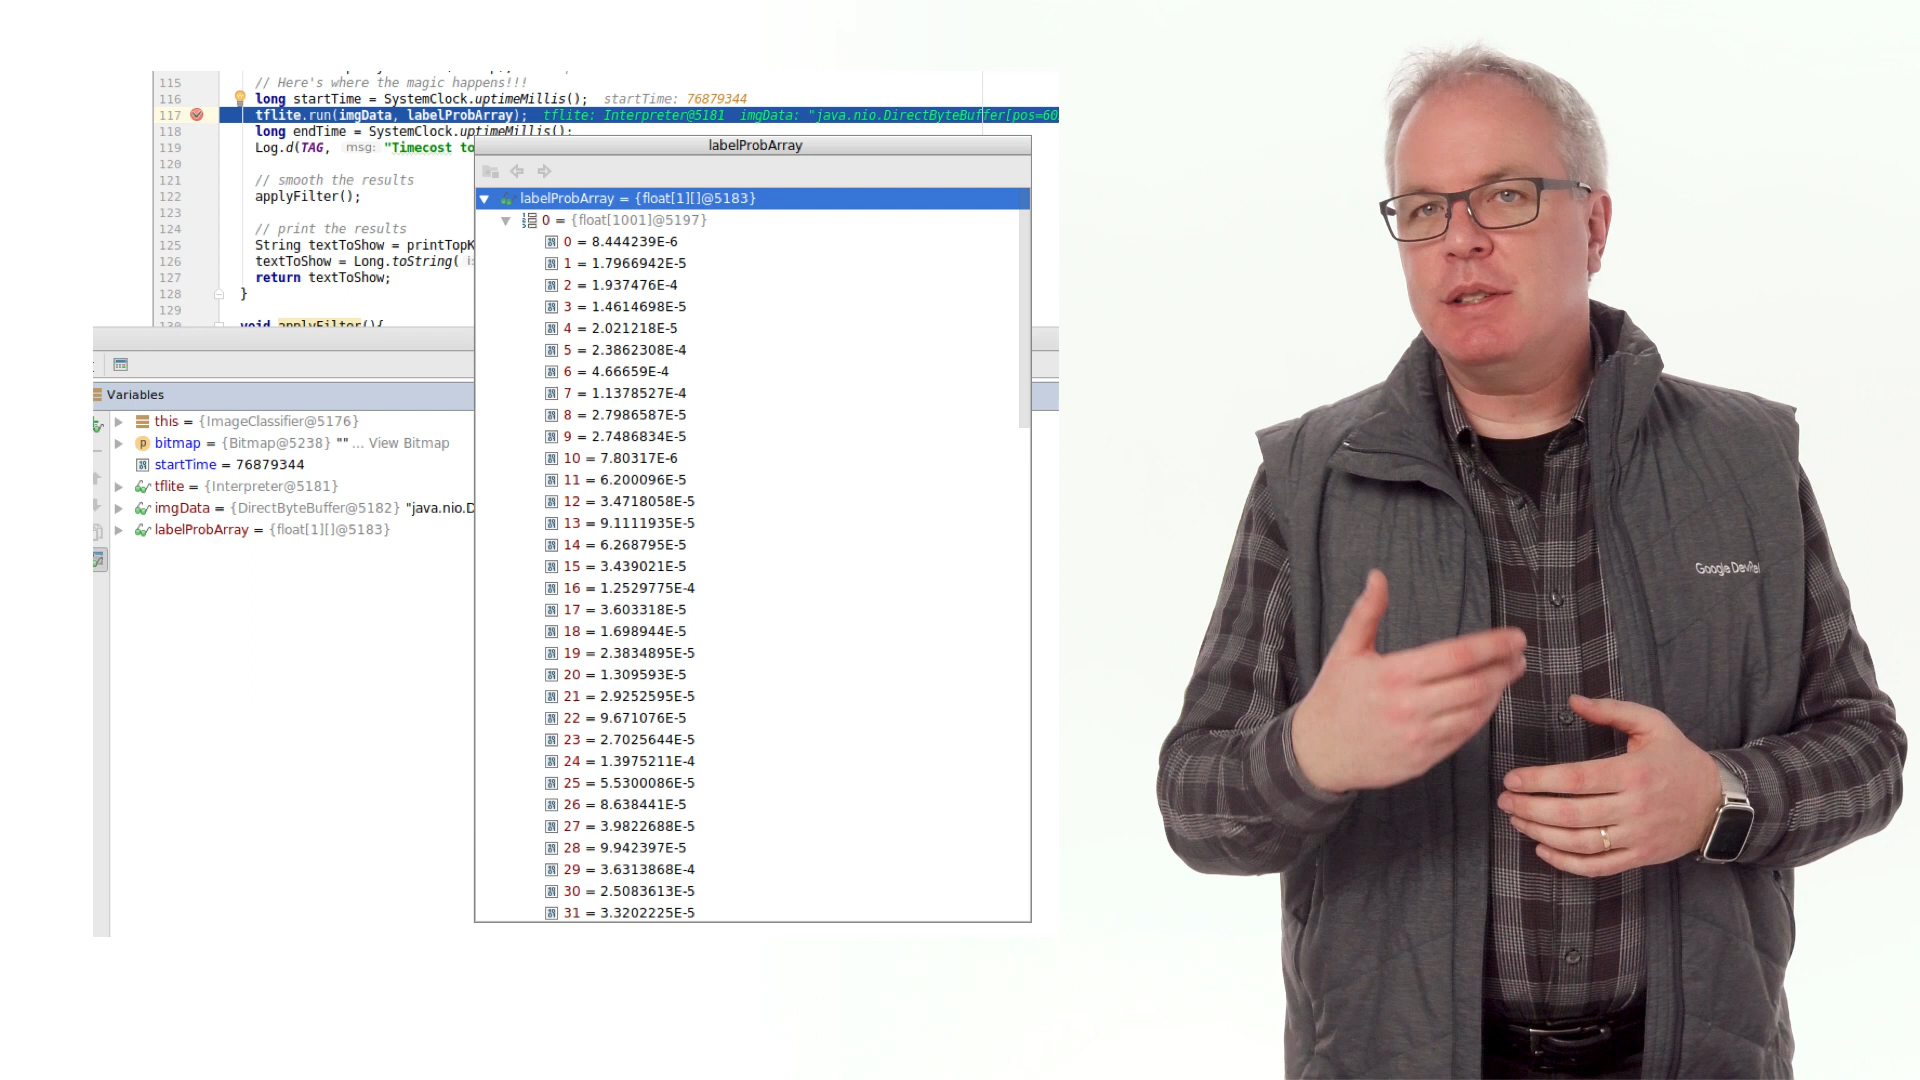 115 // Here's where the magic happens!!!
116 long startTime = SystemClock.uptimeMillis(); startTime: 76879344
117 tflite.run(imgData, labelProbArray); tflite: Interpreter@5181 imgData: "java.nio.DirectByteBuffer[pos=60
118 long endTime = SystemClock.uptimeMillis();
119 Log.d(TAG, msg: "Timecost to
120
121 // smooth the results
122 applyFilter();
123
124 // print the results
125 String textToShow = printTopK
126 textToShow = Long.toString(
127 return textToShow;
128 }
129
130 void applyFilter(){
Variables
this = {ImageClassifier@5176}
bitmap = {Bitmap@5238} "" ... View Bitmap
startTime = 76879344
tflite = {Interpreter@5181}
imgData = {DirectByteBuffer@5182} "java.nio.D
labelProbArray = {float[1][]@5183}
labelProbArray
labelProbArray = {float[1][]@5183}
0 = {float[1001]@5197}
0 = 8.444239E-6
1 = 1.7966942E-5
2 = 1.937476E-4
3 = 1.4614698E-5
4 = 2.021218E-5
5 = 2.3862308E-4
6 = 4.66659E-4
7 = 1.1378527E-4
8 = 2.7986587E-5
9 = 2.7486834E-5
10 = 7.80317E-6
11 = 6.200096E-5
12 = 3.4718058E-5
13 = 9.1111935E-5
14 = 6.268795E-5
15 = 3.439021E-5
16 = 1.2529775E-4
17 = 3.603318E-5
18 = 1.698944E-5
19 = 2.3834895E-5
20 = 1.309593E-5
21 = 2.9252595E-5
22 = 9.671076E-5
23 = 2.7025644E-5
24 = 1.3975211E-4
25 = 5.5300086E-5
26 = 8.638441E-5
27 = 3.9822688E-5
28 = 9.942397E-5
29 = 3.6313868E-4
30 = 2.5083613E-5
31 = 3.3202225E-5
Google DevRel